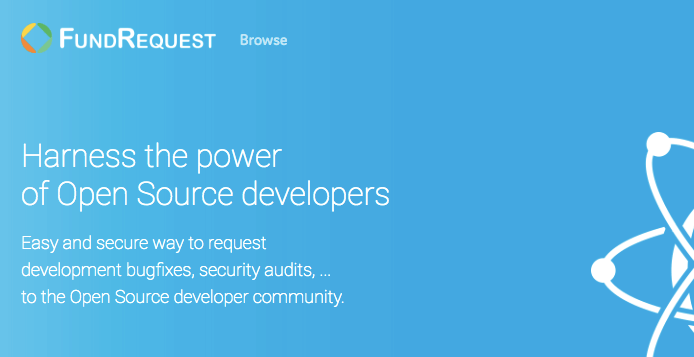 FUNDREQUEST Browse
Harness the power
of Open Source developers
Easy and secure way to request
development bugfixes, security audits, ...
to the Open Source developer community.